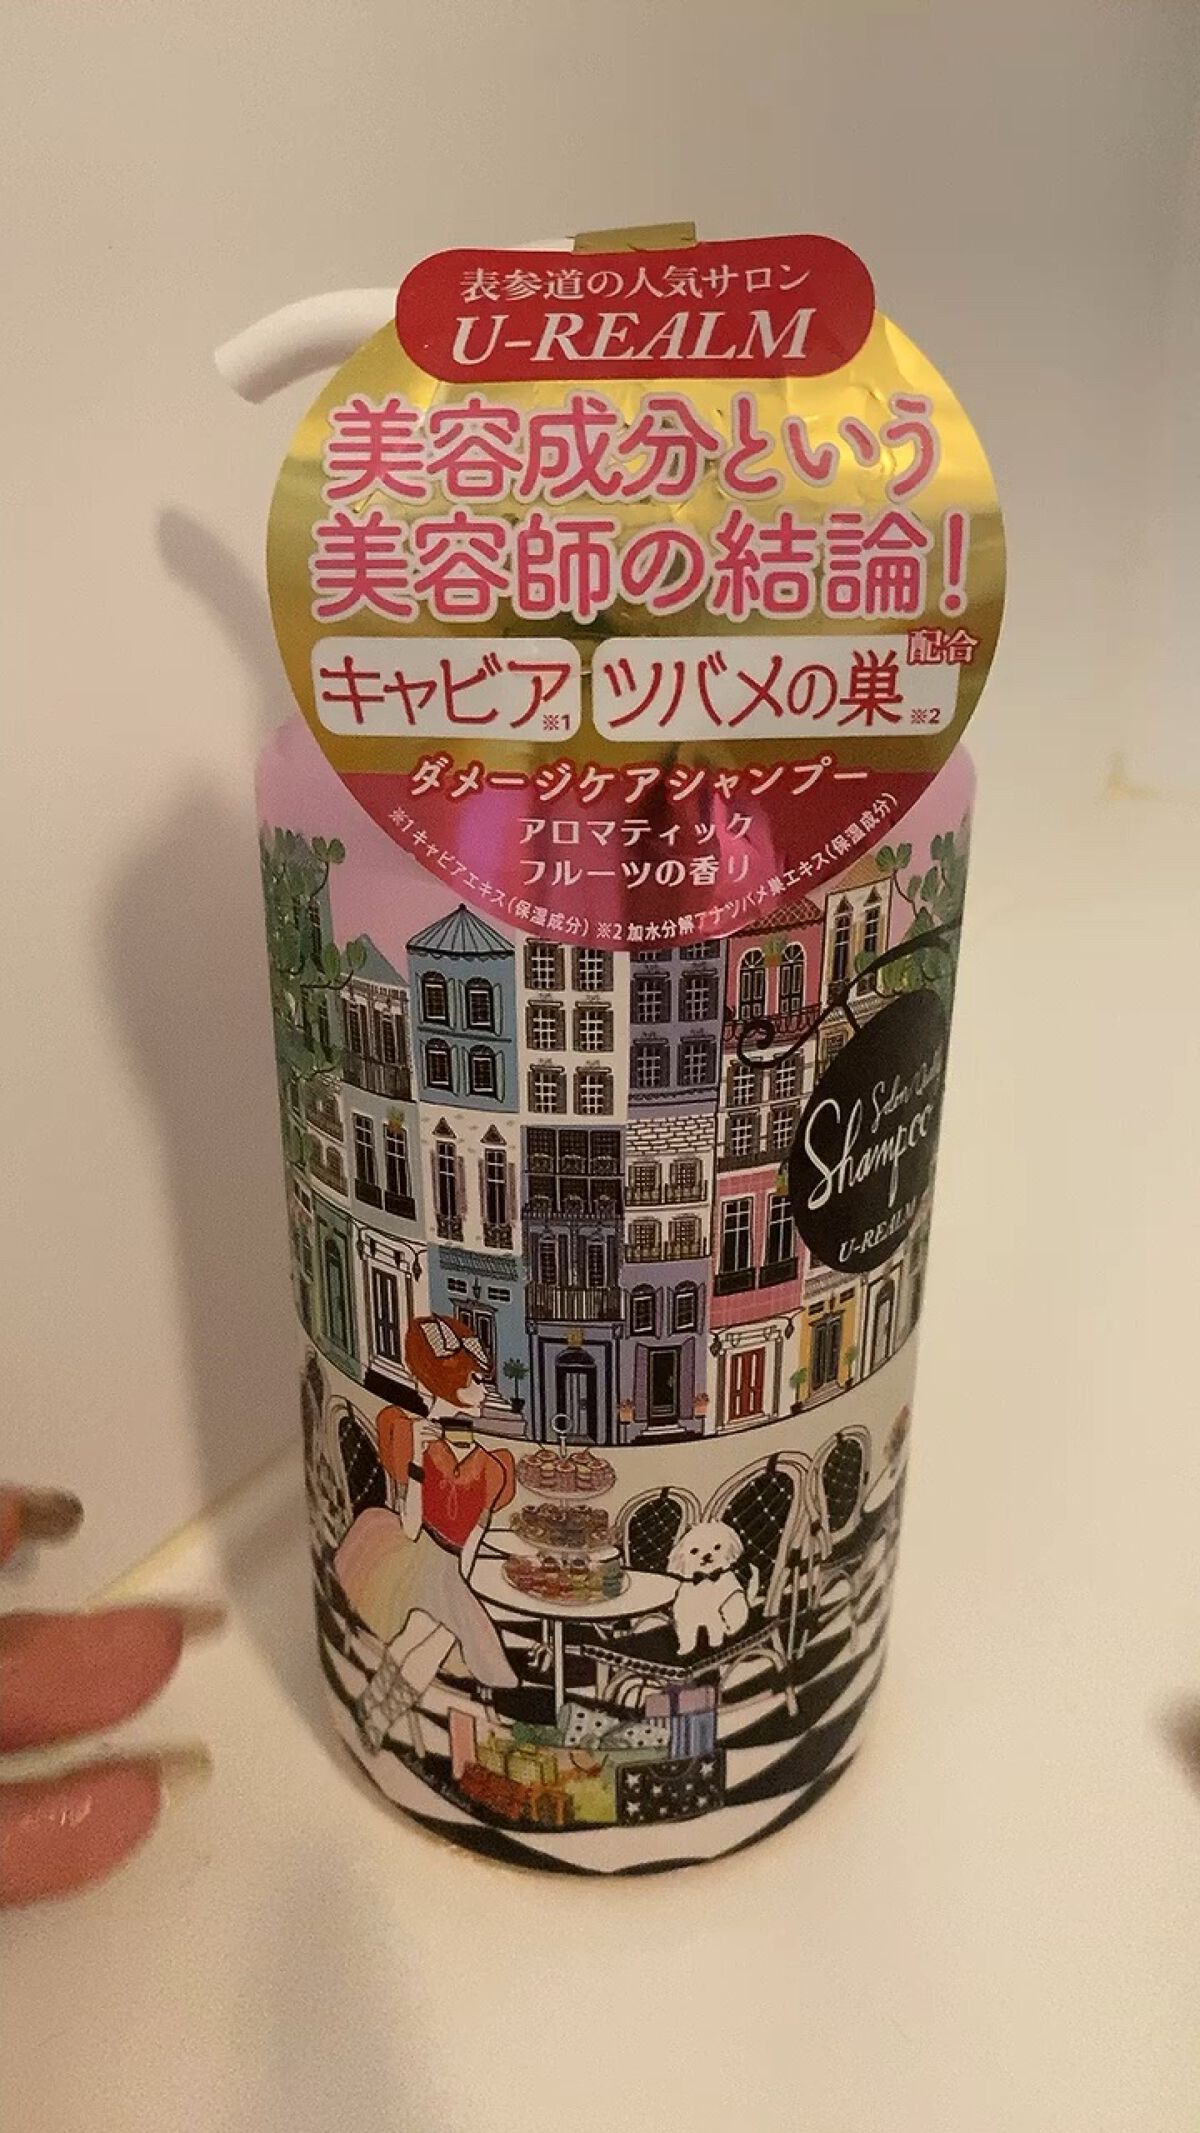 表参道の人気サロン
U-REALM
美容成分という
美容師の結論!
キャビア※1 ツバメの巣※2 配合
ダメージケアシャンプー
アロマティック
フルーツの香り
※1 キャビアエキス(保湿成分) ※2 加水分解アナツバメ巣エキス(保湿成分)
Salon
Shampoo
U-REALM